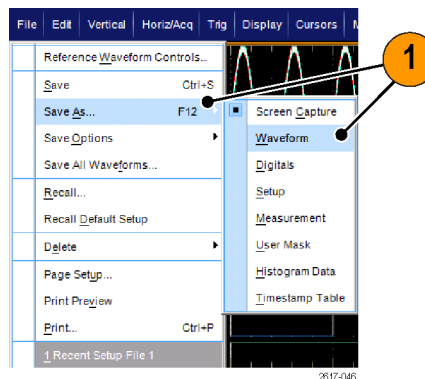 File Edit Vertical Horiz/Acq Trig Display Cursors
Reference Waveform Controls...
Save Ctrl+S
Save As... F12
Save Options
Save All Waveforms...
Recall...
Recall Default Setup
Delete
Page Setup...
Print Preview
Print... Ctrl+P
1 Recent Setup File 1
Screen Capture
Waveform
Digitals
Setup
Measurement
User Mask
Histogram Data
Timestamp Table
1
2617-046